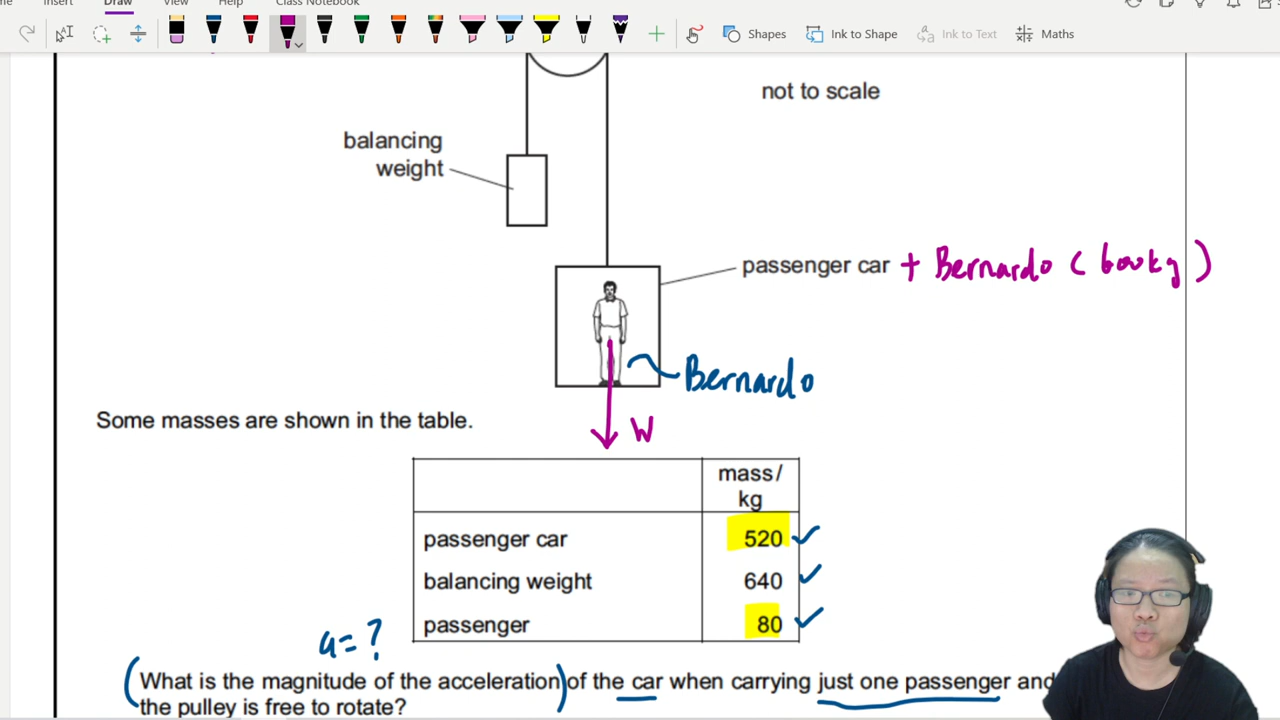 Insert Draw View Help Class Notebook
Shapes Ink to Shape Ink to Text Maths
not to scale
balancing
weight
passenger car + Bernardo (
Bernardo
W
Some masses are shown in the table.
mass/
kg
passenger car 520
balancing weight 640
passenger 80
a=?
(What is the magnitude of the acceleration) of the car when carrying just one passenger and
the pulley is free to rotate?